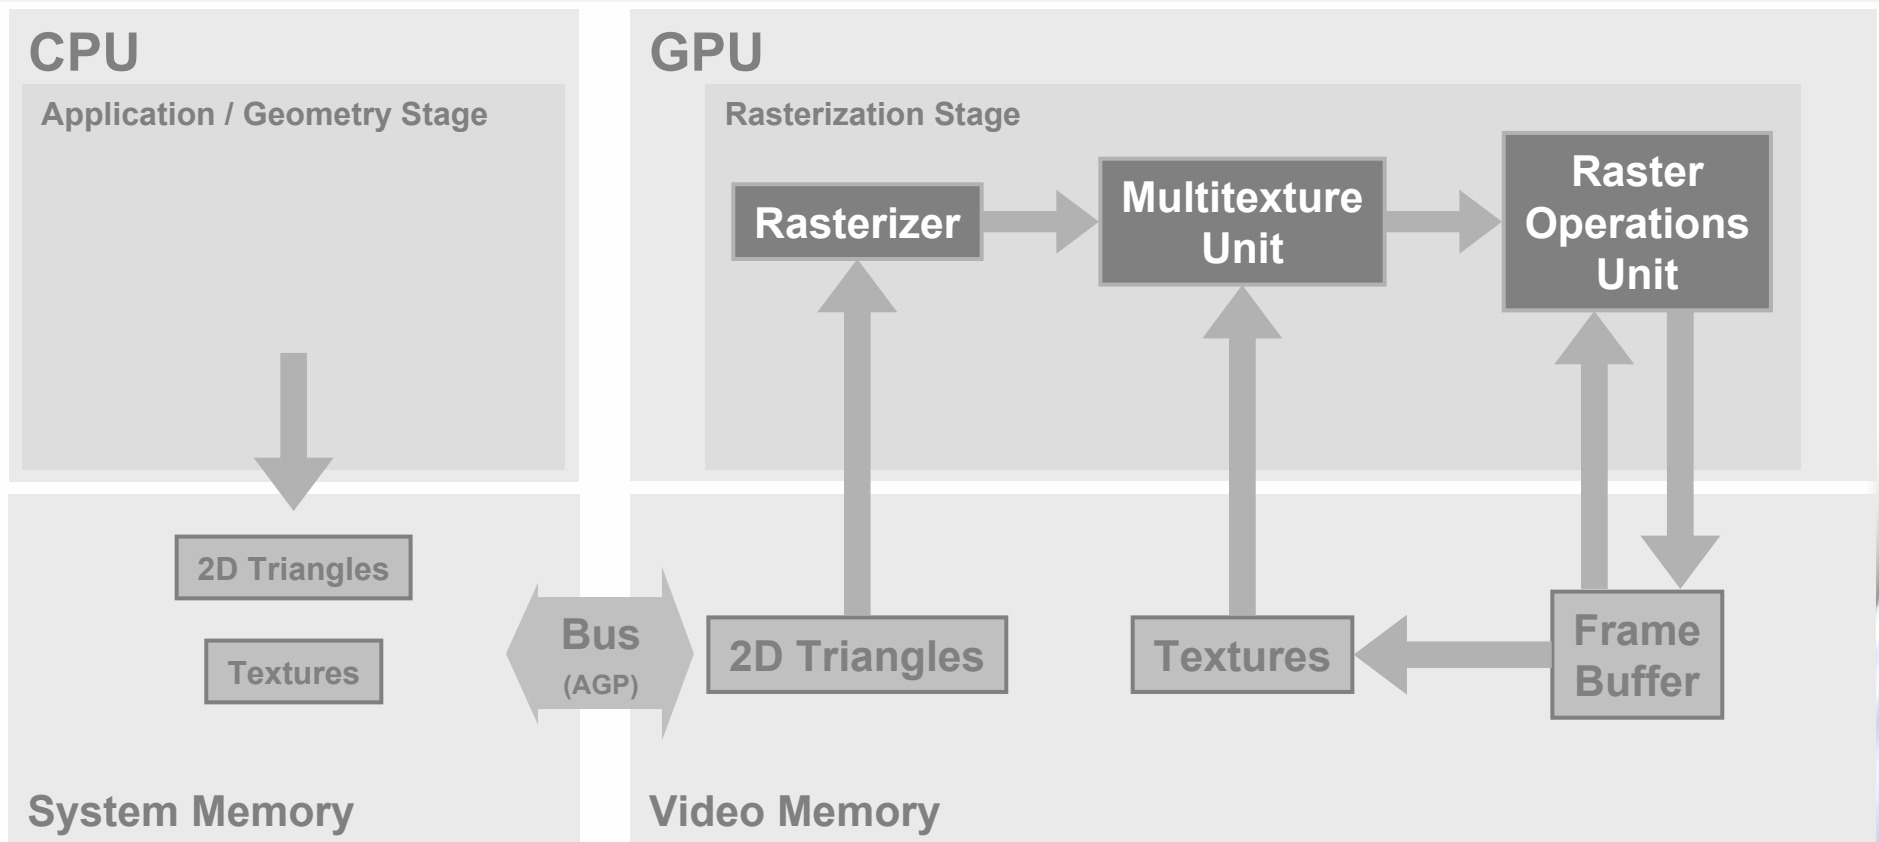 CPU
Application / Geometry Stage
GPU
Rasterization Stage
Rasterizer
Multitexture
Unit
Raster
Operations
Unit
2D Triangles
Textures
System Memory
Bus
(AGP)
2D Triangles
Textures
Frame
Buffer
Video Memory